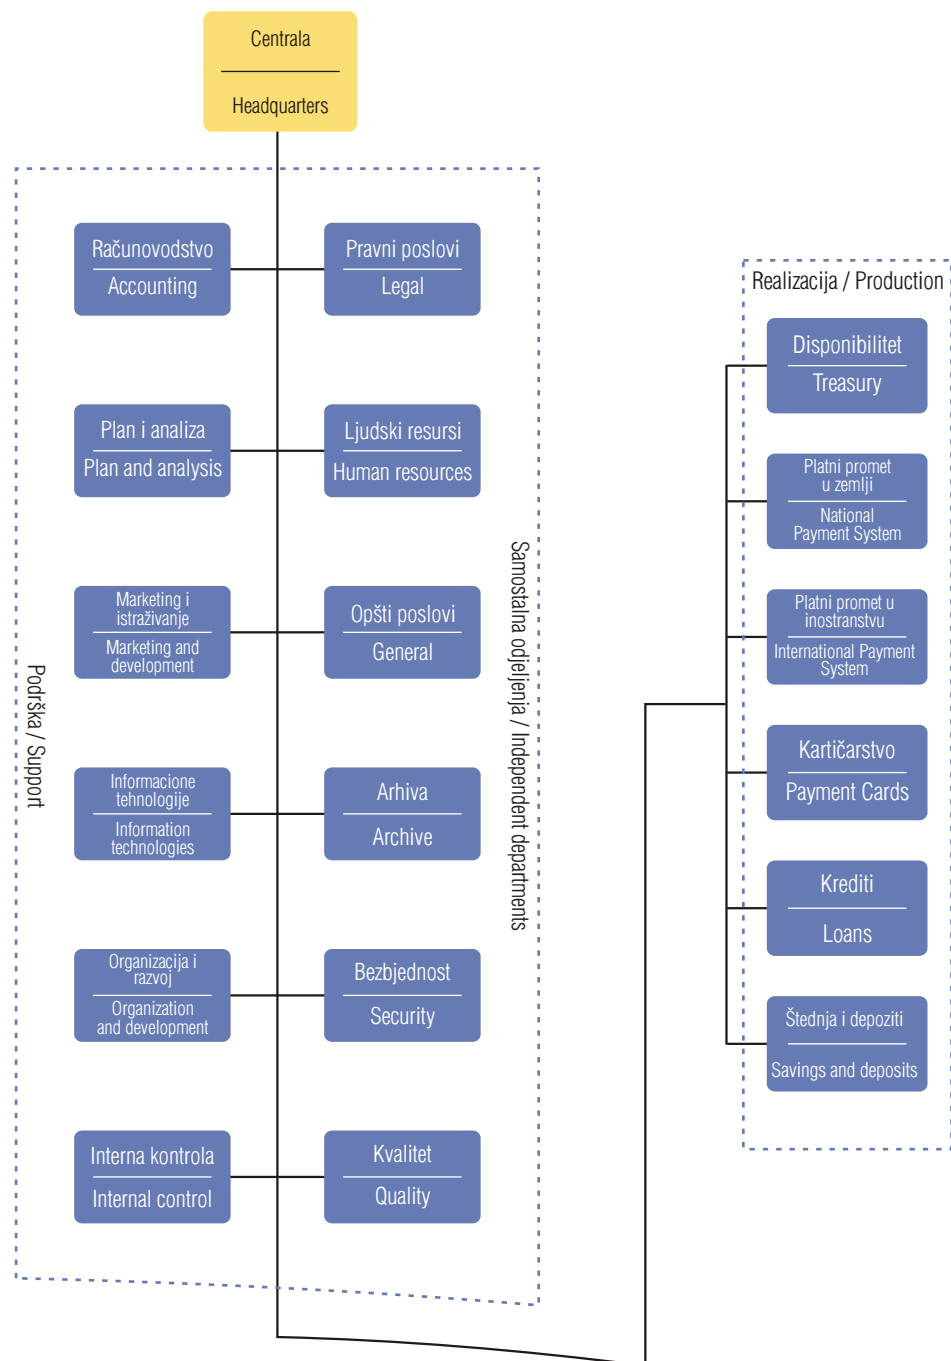 Centrala
Headquarters
Računovodstvo
Accounting
Pravni poslovi
Legal
Plan i analiza
Plan and analysis
Ljudski resursi
Human resources
Marketing i
istraživanje
Marketing and
development
Opšti poslovi
General
Informacione
tehnologije
Information
technologies
Arhiva
Archive
Organizacija i
razvoj
Organization
and development
Bezbjednost
Security
Interna kontrola
Internal control
Kvalitet
Quality
Podrška / Support
Samostalna odjeljenja / Independent departments
Realizacija / Production
Disponibilitet
Treasury
Platni promet
u zemlji
National
Payment System
Platni promet u
inostranstvu
International Payment
System
Kartičarstvo
Payment Cards
Krediti
Loans
Štednja i depoziti
Savings and deposits